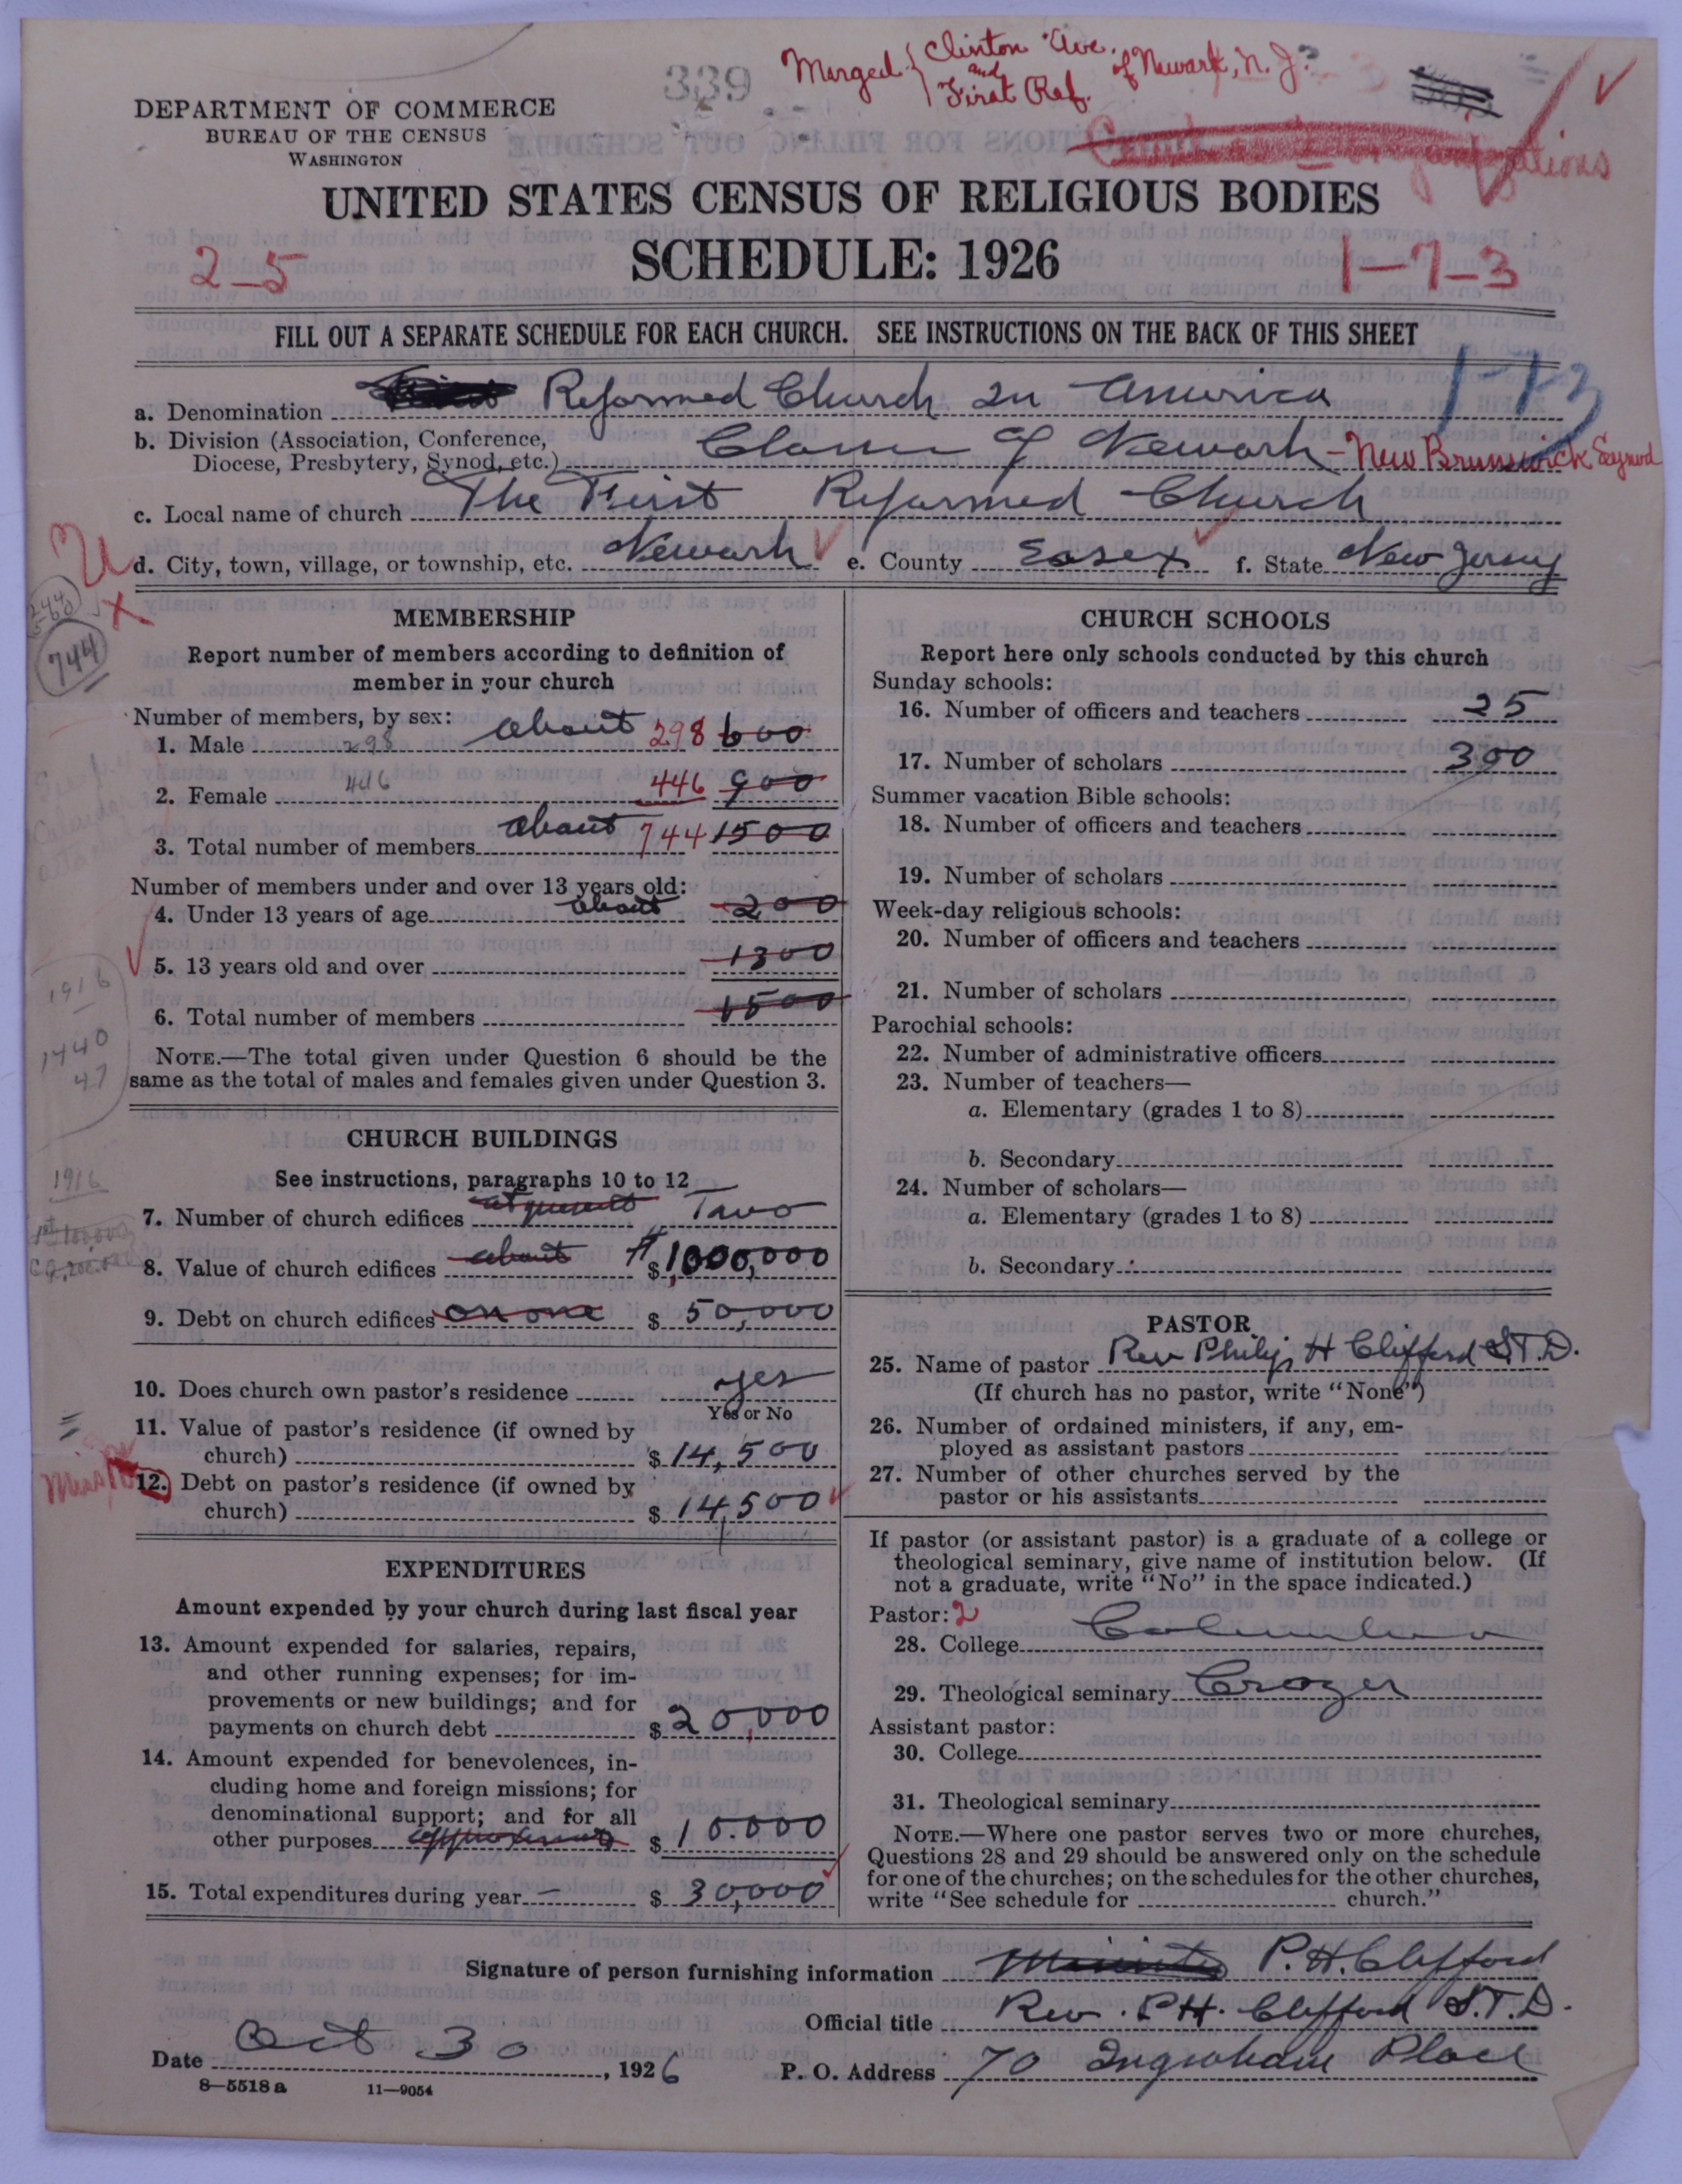 339
Merged { Clinton Ave. and First Ref. of Newark, N. J.
DEPARTMENT OF COMMERCE
BUREAU OF THE CENSUS
WASHINGTON
UNITED STATES CENSUS OF RELIGIOUS BODIES
SCHEDULE: 1926
2-5
1-7-3
FILL OUT A SEPARATE SCHEDULE FOR EACH CHURCH. SEE INSTRUCTIONS ON THE BACK OF THIS SHEET
1-13
a. Denomination Reformed Church in America
b. Division (Association, Conference, Diocese, Presbytery, Synod, etc.) Classis of Newark - New Brunswick Synod
c. Local name of church The First Reformed Church
d. City, town, village, or township, etc. Newark e. County Essex f. State New Jersey
744
MEMBERSHIP
Report number of members according to definition of
member in your church
Number of members, by sex:
1. Male 298 about 298 600
2. Female 446 446 900
3. Total number of members about 744 1500
Number of members under and over 13 years old:
4. Under 13 years of age about 200
5. 13 years old and over 1300
6. Total number of members 1500
NOTE.—The total given under Question 6 should be the
same as the total of males and females given under Question 3.
1916
1440
47
CHURCH BUILDINGS
See instructions, paragraphs 10 to 12
1916
7. Number of church edifices at present Two
8. Value of church edifices about $ $1,000,000
9. Debt on church edifices on one $ 50,000
10. Does church own pastor's residence yes
Yes or No
11. Value of pastor's residence (if owned by
church) $ 14,500
12. Debt on pastor's residence (if owned by
church) $ 14,500
EXPENDITURES
Amount expended by your church during last fiscal year
13. Amount expended for salaries, repairs,
and other running expenses; for im-
provements or new buildings; and for
payments on church debt $ 20,000
14. Amount expended for benevolences, in-
cluding home and foreign missions; for
denominational support; and for all
other purposes $ 10.000
15. Total expenditures during year $ 30,000
CHURCH SCHOOLS
Report here only schools conducted by this church
Sunday schools:
16. Number of officers and teachers 25
17. Number of scholars 300
Summer vacation Bible schools:
18. Number of officers and teachers
19. Number of scholars
Week-day religious schools:
20. Number of officers and teachers
21. Number of scholars
Parochial schools:
22. Number of administrative officers
23. Number of teachers—
a. Elementary (grades 1 to 8)
b. Secondary
24. Number of scholars—
a. Elementary (grades 1 to 8)
b. Secondary
PASTOR
25. Name of pastor Rev Philip H Clifford S.T.D.
(If church has no pastor, write "None")
26. Number of ordained ministers, if any, em-
ployed as assistant pastors
27. Number of other churches served by the
pastor or his assistants
If pastor (or assistant pastor) is a graduate of a college or
theological seminary, give name of institution below. (If
not a graduate, write "No" in the space indicated.)
Pastor: 2
28. College Columbia
29. Theological seminary Crozer
Assistant pastor:
30. College
31. Theological seminary
NOTE.—Where one pastor serves two or more churches,
Questions 28 and 29 should be answered only on the schedule
for one of the churches; on the schedules for the other churches,
write "See schedule for church."
Signature of person furnishing information Minister P. H. Clifford
Official title Rev. P H. Clifford S.T.D.
Date Oct 30, 1926 P. O. Address 70 Ingraham Place
8-5518 a 11-9054